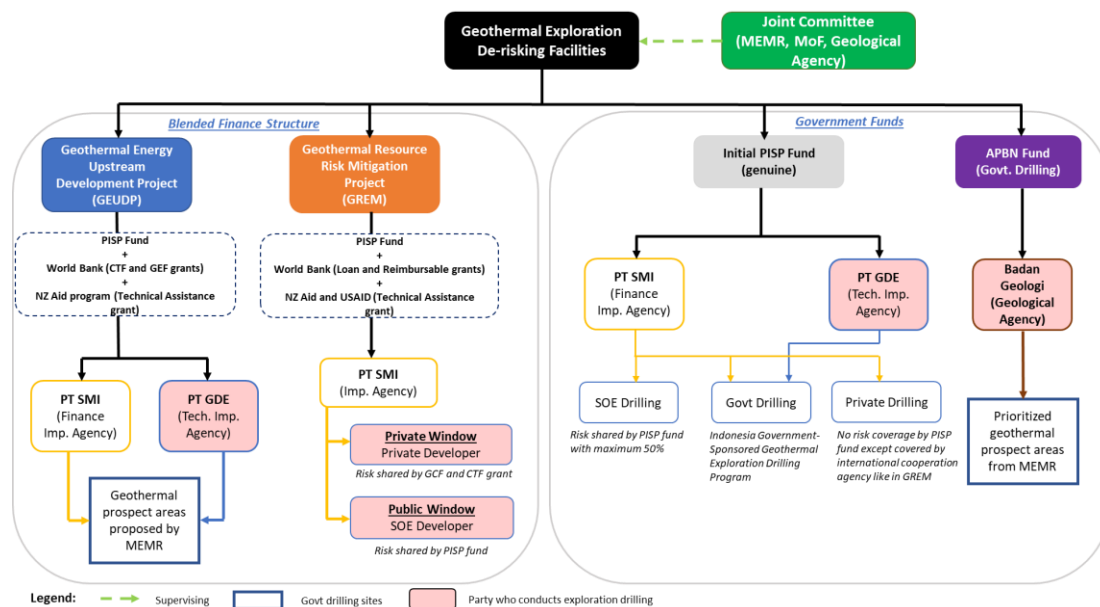 Geothermal Exploration
De-risking Facilities
Joint Committee
(MEMR, MoF, Geological
Agency)
Blended Finance Structure
Government Funds
Geothermal Energy
Upstream
Development Project
(GEUDP)
Geothermal Resource
Risk Mitigation
Project
(GREM)
Initial PISP Fund
(genuine)
APBN Fund
(Govt. Drilling)
PISP Fund
+
World Bank (CTF and GEF grants)
+
NZ Aid program (Technical Assistance
grant)
PISP Fund
+
World Bank (Loan and Reimbursable grants)
+
NZ Aid and USAID (Technical Assistance
grant)
PT SMI
(Finance
Imp. Agency)
PT GDE
(Tech. Imp.
Agency)
Badan
Geologi
(Geological
Agency)
PT SMI
(Finance
Imp. Agency)
PT GDE
(Tech. Imp.
Agency)
PT SMI
(Imp. Agency)
SOE Drilling
Govt Drilling
Private Drilling
Risk shared by PISP fund
with maximum 50%
Indonesia Government-
Sponsored Geothermal
Exploration Drilling
Program
No risk coverage by PISP
fund except covered by
international cooperation
agency like in GREM
Prioritized
geothermal
prospect areas
from MEMR
Private Window
Private Developer
Risk shared by GCF and CTF grant
Geothermal
prospect areas
proposed by
MEMR
Public Window
SOE Developer
Risk shared by PISP fund
Legend:
Supervising
Govt drilling sites
Party who conducts exploration drilling